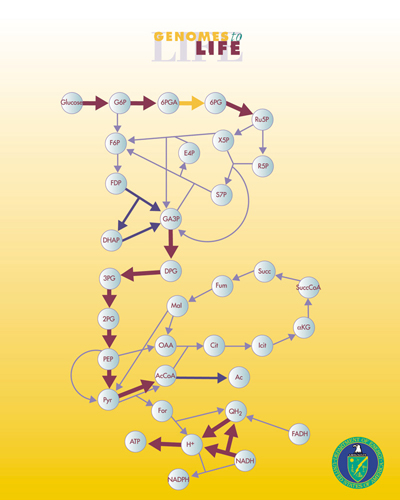 GENOMES to
LIFE
LIFE
Glucose G6P 6PGA 6PG
Ru5P
F6P E4P X5P
R5P
FDP
S7P
GA3P
DHAP
3PG DPG
Succ
Fum SuccCoA
Mal
2PG
αKG
OAA Cit Icit
PEP
AcCoA Ac
Pyr
For QH2
FADH
ATP H+
NADH
NADPH